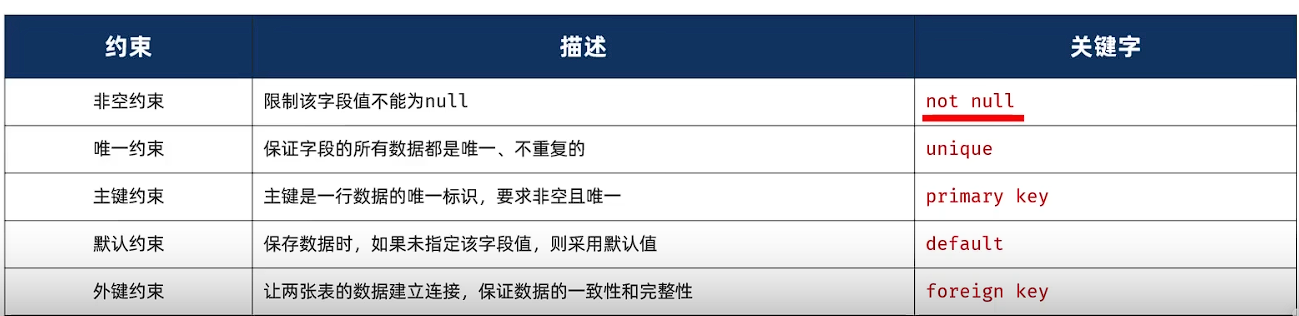 约束 描述 关键字
非空约束 限制该字段值不能为null not null
唯一约束 保证字段的所有数据都是唯一、不重复的 unique
主键约束 主键是一行数据的唯一标识，要求非空且唯一 primary key
默认约束 保存数据时，如果未指定该字段值，则采用默认值 default
外键约束 让两张表的数据建立连接，保证数据的一致性和完整性 foreign key